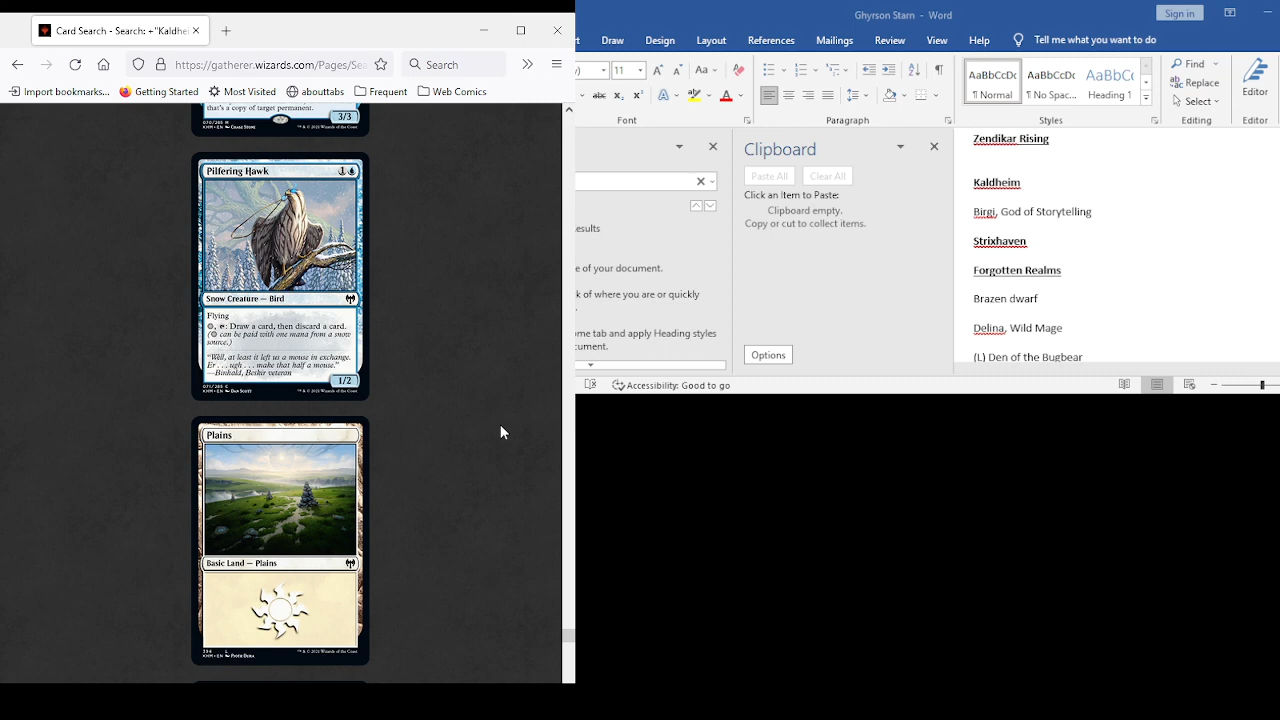 Card Search - Search: +"Kaldhe
https://gatherer.wizards.com/Pages/Sea
Search
Import bookmarks...
Getting Started
Most Visited
abouttabs
Frequent
Web Comics
that's a copy of target permanent.
3/3
Pilfering Hawk
1
Snow Creature — Bird
Flying
: Draw a card, then discard a card.
can be paid with one mana from a snow
source.)
"Well, at least it left us a mouse in exchange.
Er . . . ugh . . . make that half a mouse."
—Binhald, Beskir veteran
1/2
Plains
Basic Land — Plains
Ghyrson Starn - Word
Sign in
Draw
Design
Layout
References
Mailings
Review
View
Help
Tell me what you want to do
11
Aa
abc
x₂
x²
A
AaBbCcDc
AaBbCcDc
AaBbCc
¶ Normal
¶ No Spac...
Heading 1
Find
Replace
Select
Editor
Font
Paragraph
Styles
Editing
Editor
esults
e of your document.
k of where you are or quickly
ome tab and apply Heading styles
cument.
Clipboard
Paste All
Clear All
Click an Item to Paste:
Clipboard empty.
Copy or cut to collect items.
Options
Zendikar Rising
Kaldheim
Birgi, God of Storytelling
Strixhaven
Forgotten Realms
Brazen dwarf
Delina, Wild Mage
(L) Den of the Bugbear
Accessibility: Good to go